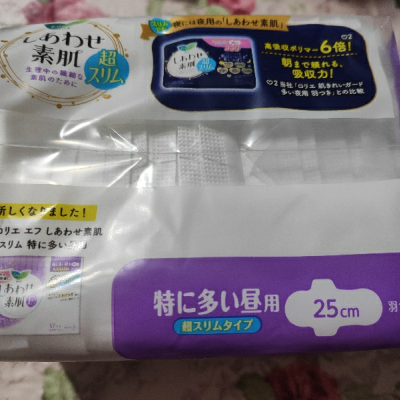 しあわせ
素肌
超
スリム
生理中の繊細な
素肌のために
夜には夜用の「しあわせ素肌」
高吸収ポリマー6倍!
♡2
朝まで頼れる、
吸収力!
♡2 当社「ロリエ 肌きれいガード
多い夜用 羽つき」との比較
新しくなりました!
ロリエ エフ しあわせ素肌
スリム 特に多い昼用
しあわせ
素肌
特に多い昼用
超スリムタイプ
25cm
羽